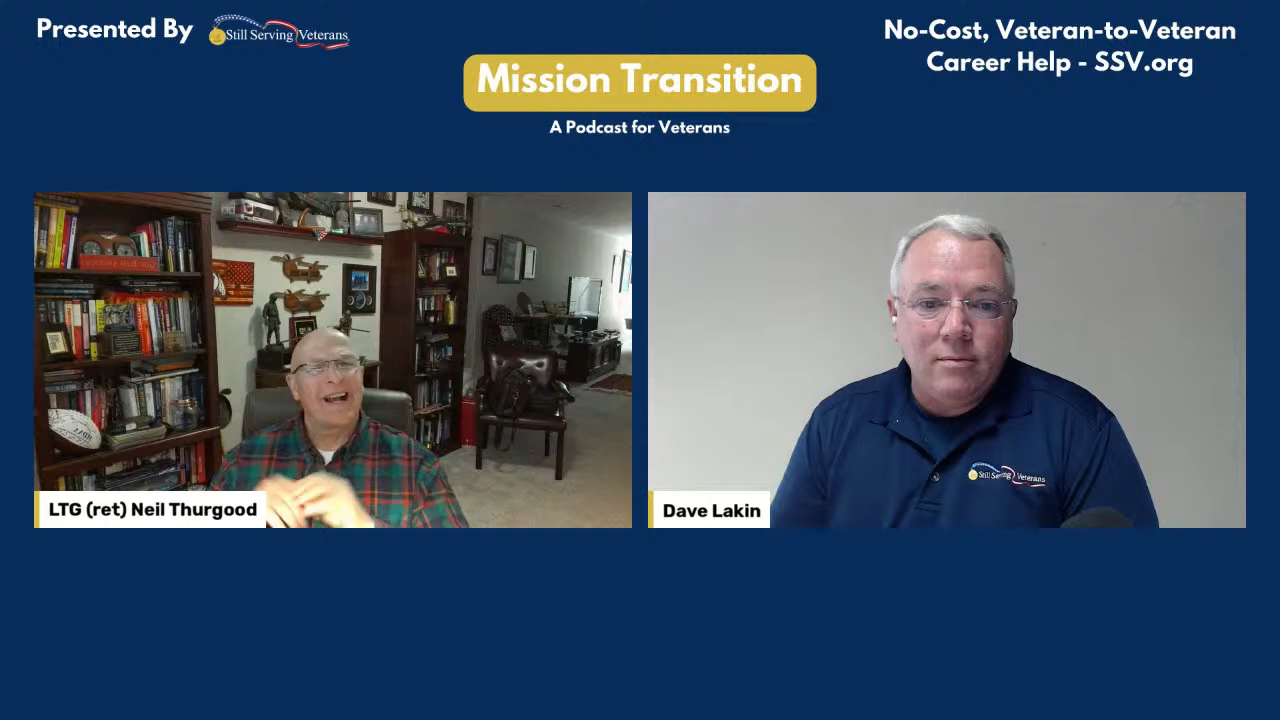 Presented By
Still Serving Veterans
No-Cost, Veteran-to-Veteran
Career Help - SSV.org
Mission Transition
A Podcast for Veterans
LTG (ret) Neil Thurgood
Still Serving Veterans
Dave Lakin